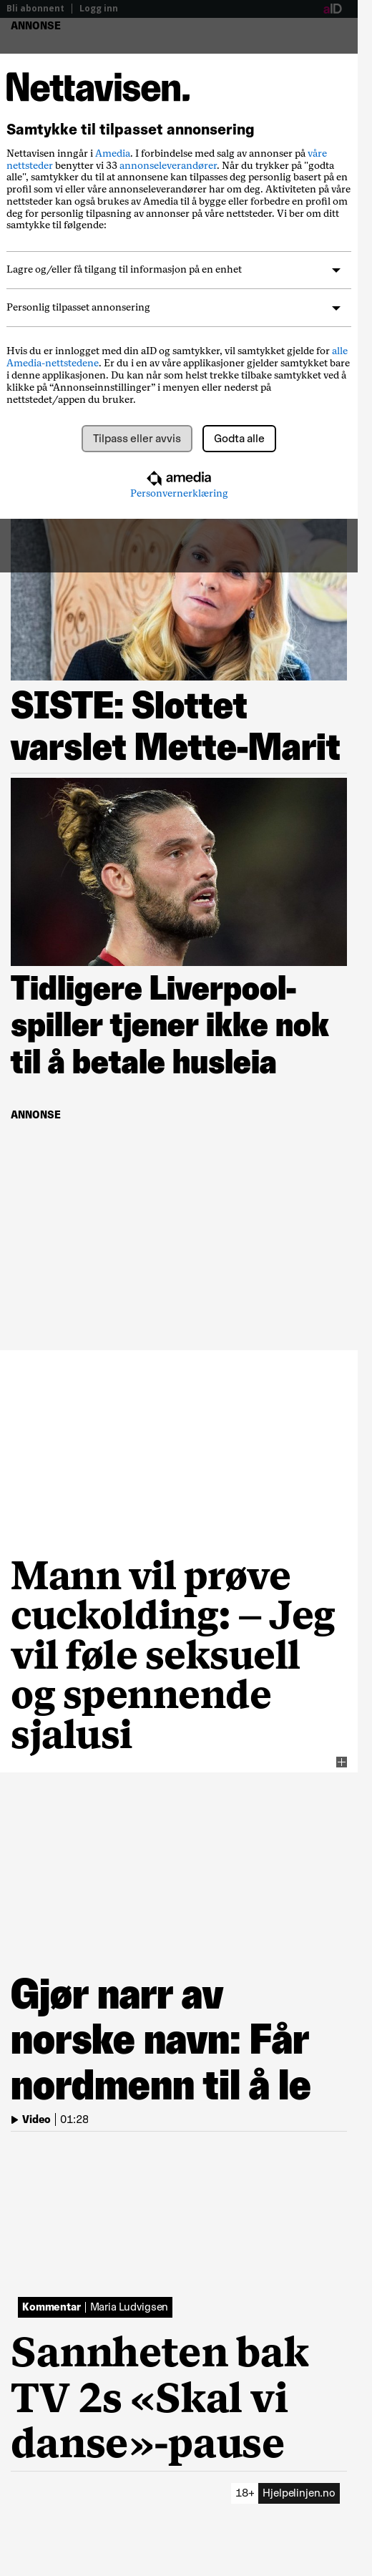 Bli abonnent | Logg inn
aID
ANNONSE
Nettavisen.
Samtykke til tilpasset annonsering
Nettavisen inngår i Amedia. I forbindelse med salg av annonser på våre
nettsteder benytter vi 33 annonseleverandører. Når du trykker på "godta
alle", samtykker du til at annonsene kan tilpasses deg personlig basert på en
profil som vi eller våre annonseleverandører har om deg. Aktiviteten på våre
nettsteder kan også brukes av Amedia til å bygge eller forbedre en profil om
deg for personlig tilpasning av annonser på våre nettsteder. Vi ber om ditt
samtykke til følgende:
Lagre og/eller få tilgang til informasjon på en enhet
Personlig tilpasset annonsering
Hvis du er innlogget med din aID og samtykker, vil samtykket gjelde for alle
Amedia-nettstedene. Er du i en av våre applikasjoner gjelder samtykket bare
i denne applikasjonen. Du kan når som helst trekke tilbake samtykket ved å
klikke på “Annonseinnstillinger” i menyen eller nederst på
nettstedet/appen du bruker.
Tilpass eller avvis
Godta alle
amedia
Personvernerklæring
SISTE: Slottet
varslet Mette-Marit
Tidligere Liverpool-
spiller tjener ikke nok
til å betale husleia
ANNONSE
Mann vil prøve
cuckolding: – Jeg
vil føle seksuell
og spennende
sjalusi
Gjør narr av
norske navn: Får
nordmenn til å le
Video | 01:28
Kommentar | Maria Ludvigsen
Sannheten bak
TV 2s «Skal vi
danse»-pause
18+ Hjelpelinjen.no